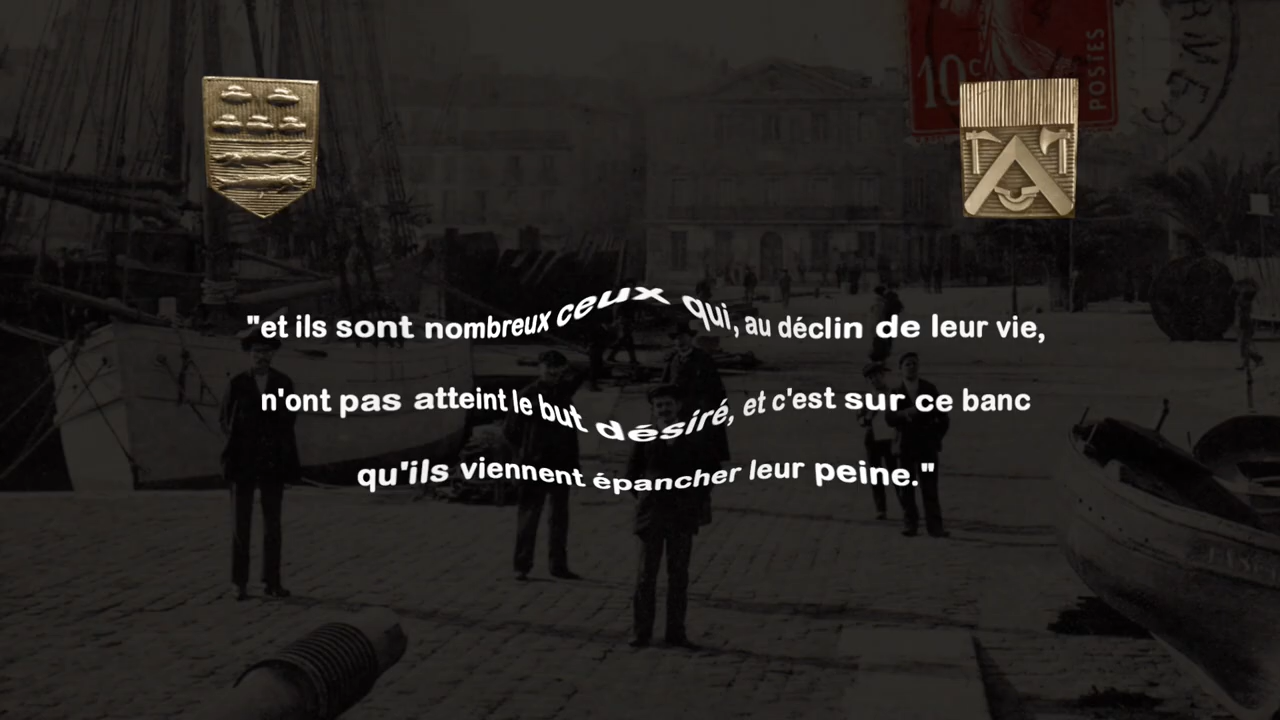 10c
POSTES
"et ils sont nombreux ceux qui, au déclin de leur vie,
n'ont pas atteint le but désiré, et c'est sur ce banc
qu'ils viennent épancher leur peine."